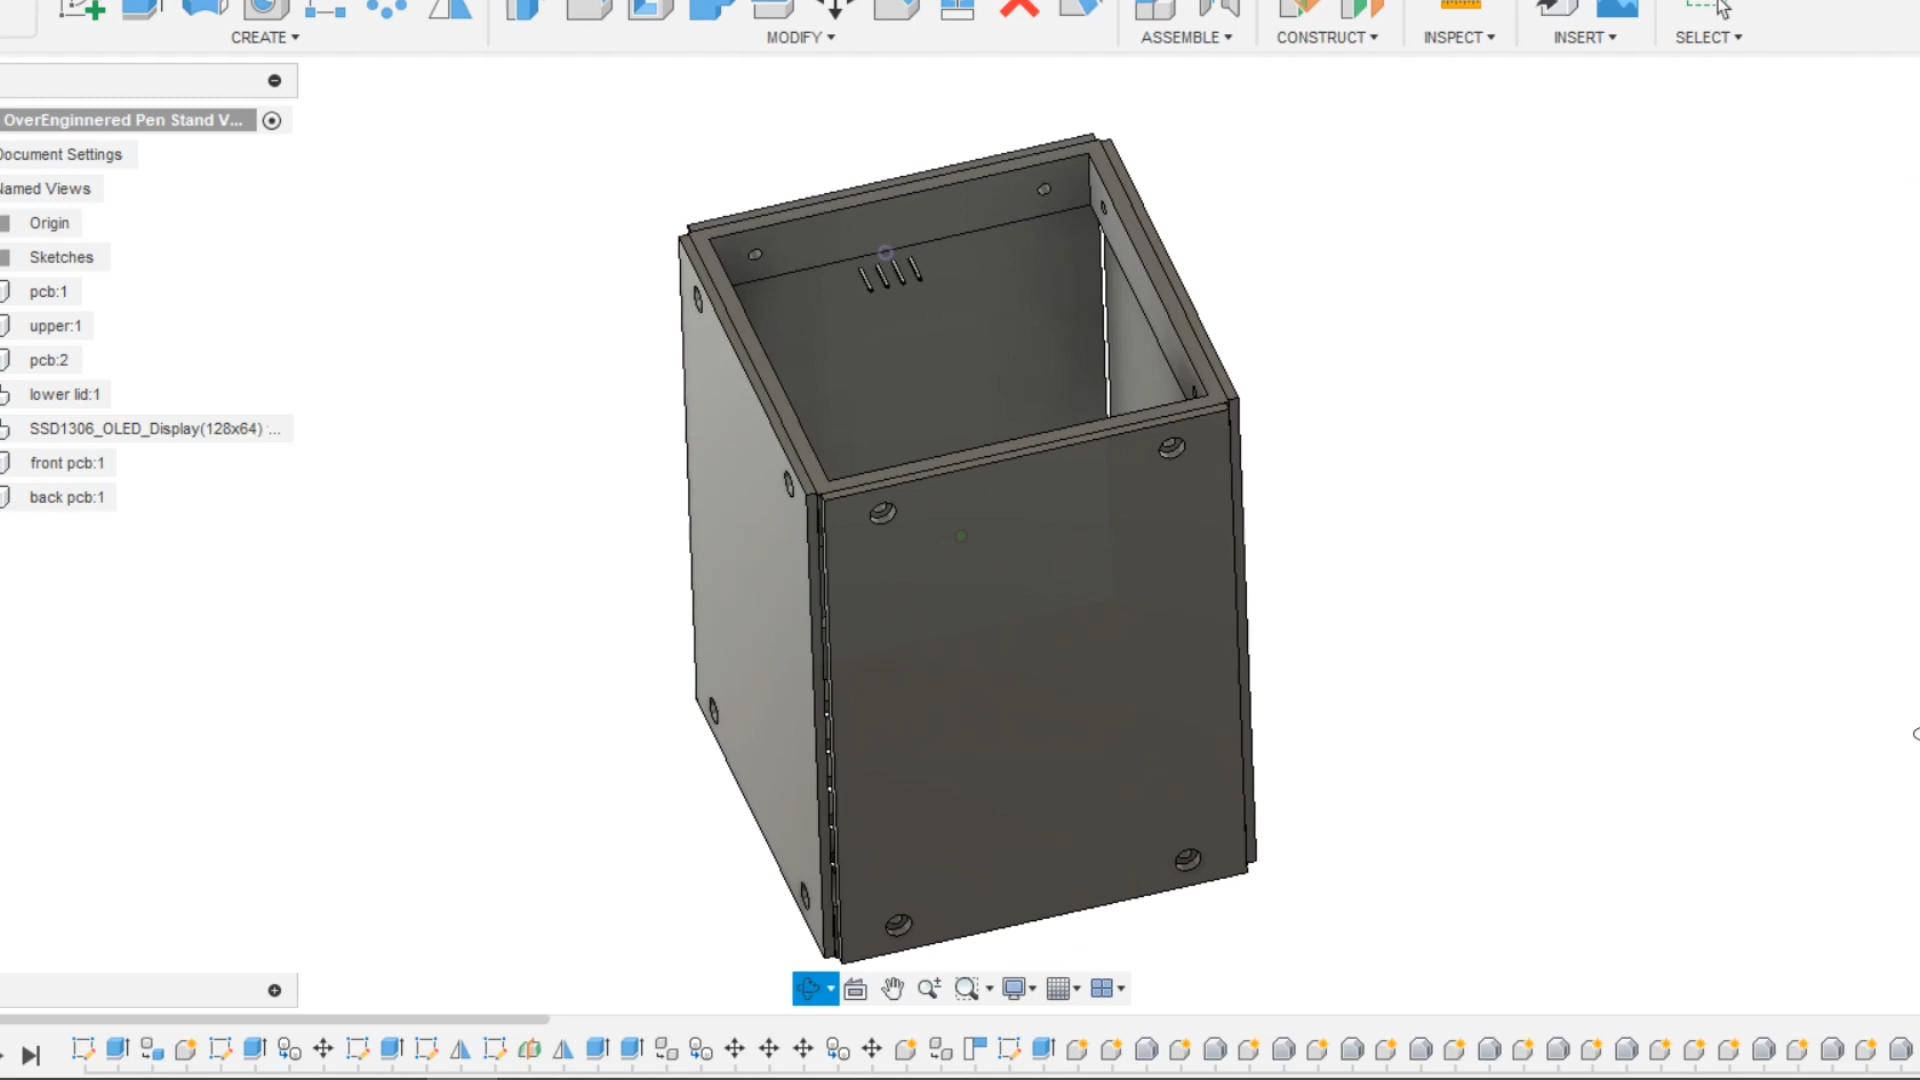 CREATE
MODIFY
ASSEMBLE
CONSTRUCT
INSPECT
INSERT
SELECT
OverEnginnered Pen Stand V...
Document Settings
Named Views
Origin
Sketches
pcb:1
upper:1
pcb:2
lower lid:1
SSD1306_OLED_Display(128x64) ...
front pcb:1
back pcb:1